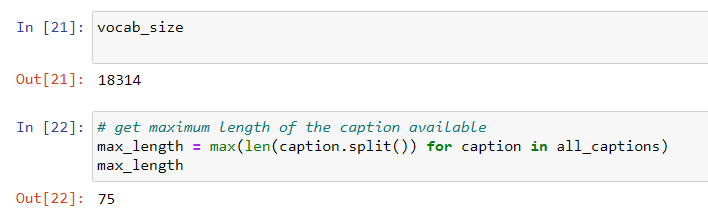 In [21]: vocab_size
Out[21]: 18314
In [22]: # get maximum length of the caption available
max_length = max(len(caption.split()) for caption in all_captions)
max_length
Out[22]: 75